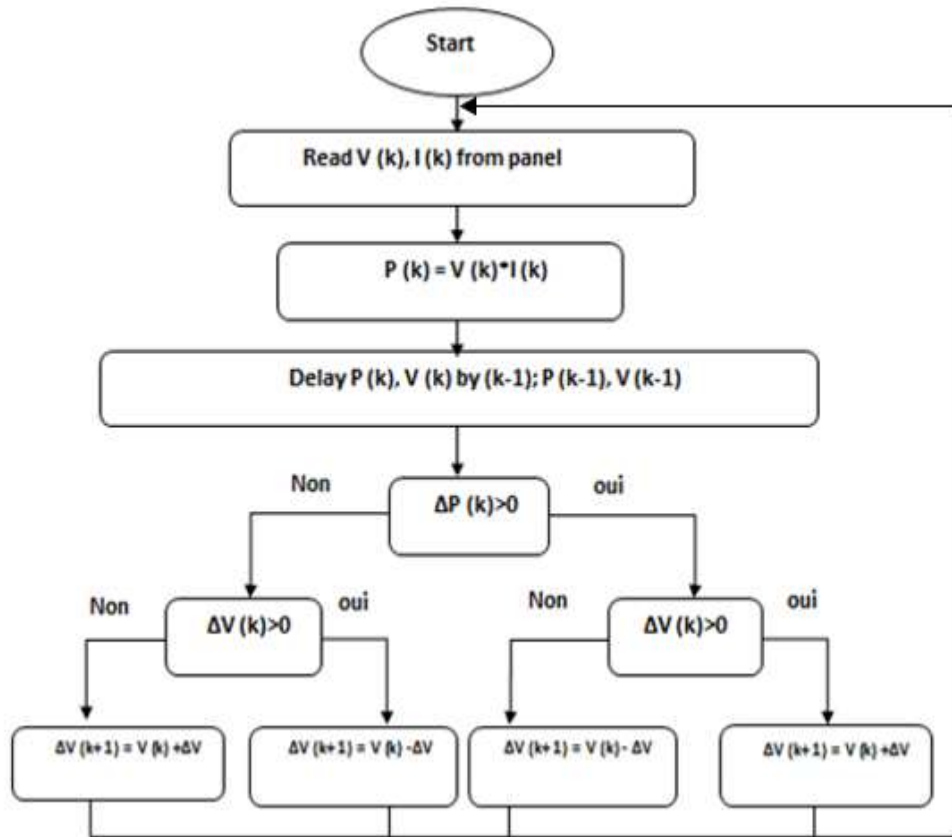 Start
Read V (k), I (k) from panel
P (k) = V (k)*I (k)
Delay P (k), V (k) by (k-1); P (k-1), V (k-1)
Non
oui
ΔP (k)>0
Non
oui
Non
oui
ΔV (k)>0
ΔV (k)>0
ΔV (k+1) = V (k) +ΔV
ΔV (k+1) = V (k) -ΔV
ΔV (k+1) = V (k) - ΔV
ΔV (k+1) = V (k) +ΔV